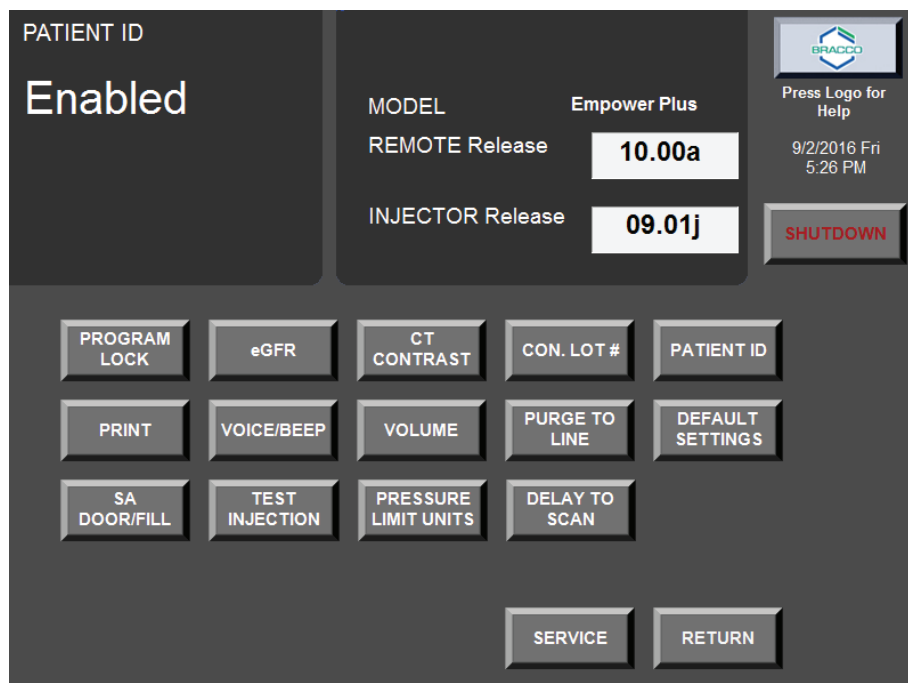 PATIENT ID
Enabled
MODEL Empower Plus
REMOTE Release 10.00a
INJECTOR Release 09.01j
BRACCO
Press Logo for
Help
9/2/2016 Fri
5:26 PM
SHUTDOWN
PROGRAM
LOCK
eGFR
CT
CONTRAST
CON. LOT #
PATIENT ID
PRINT
VOICE/BEEP
VOLUME
PURGE TO
LINE
DEFAULT
SETTINGS
SA
DOOR/FILL
TEST
INJECTION
PRESSURE
LIMIT UNITS
DELAY TO
SCAN
SERVICE
RETURN